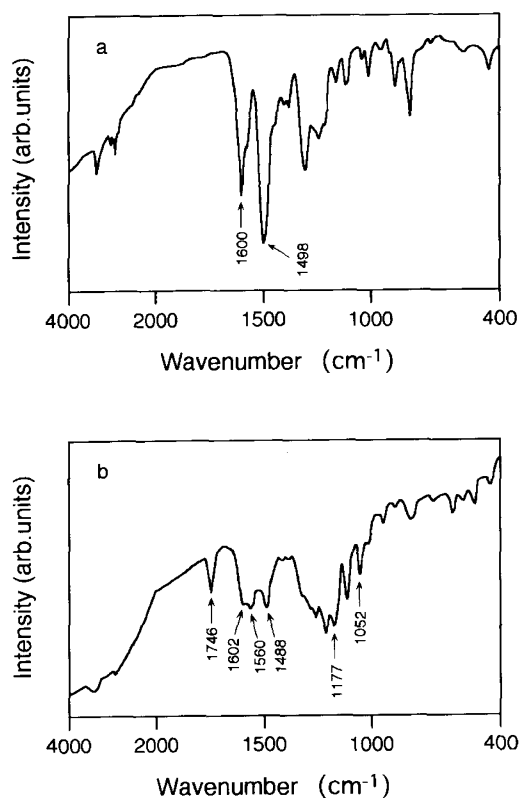 a
Intensity (arb.units)
1600
1498
4000 2000 1500 1000 400
Wavenumber (cm⁻¹)
b
Intensity (arb.units)
1746
1602
1560
1488
1177
1052
4000 2000 1500 1000 400
Wavenumber (cm⁻¹)